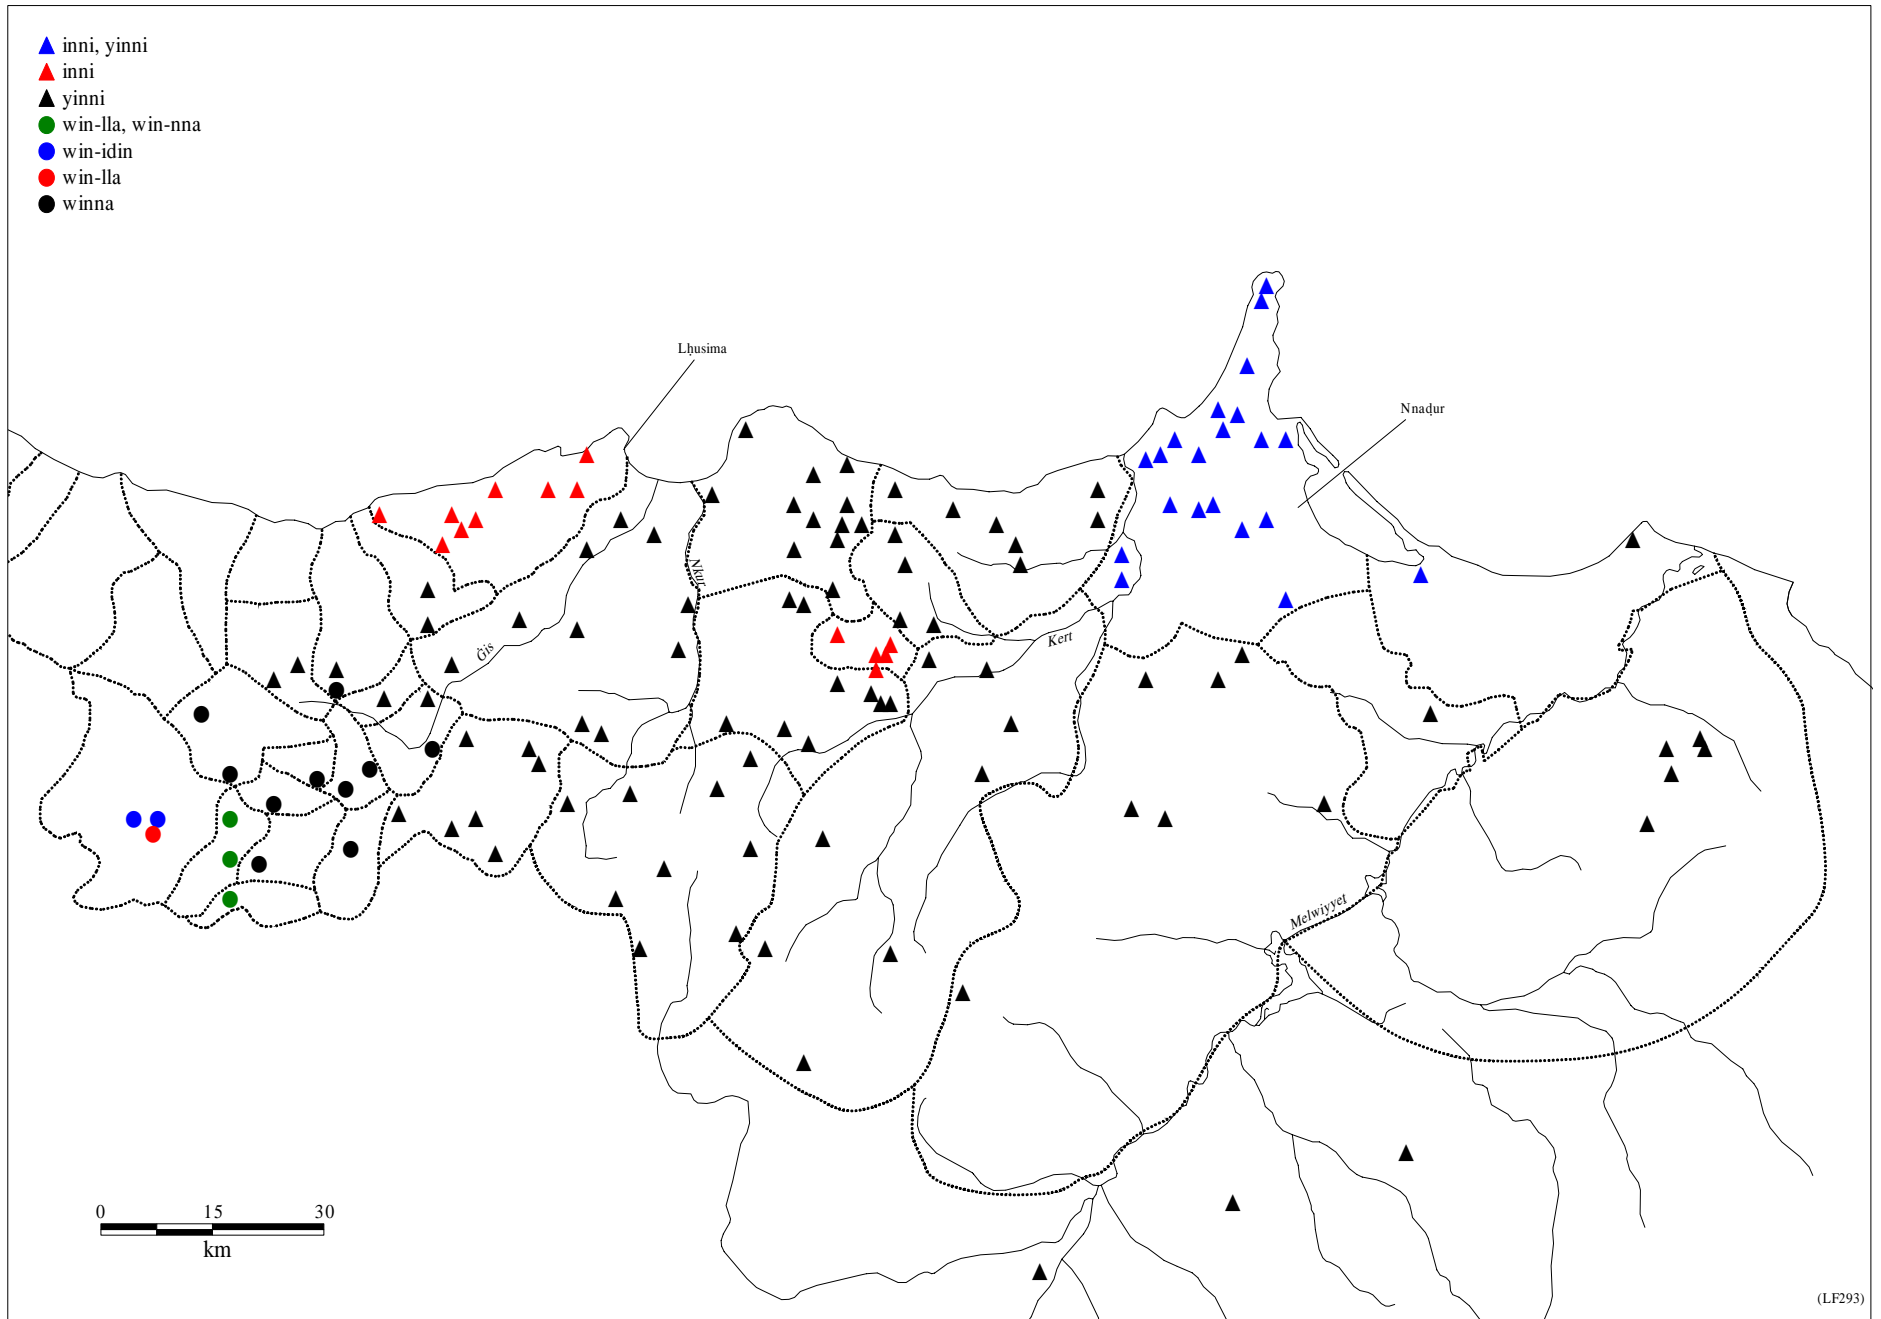 inni, yinni
inni
yinni
win-lla, win-nna
win-idin
win-lla
winna
Lḥusima
Nnaḍur
Nkur
Ġis
Kert
Melwiyyet
0 15 30
km
(LF293)